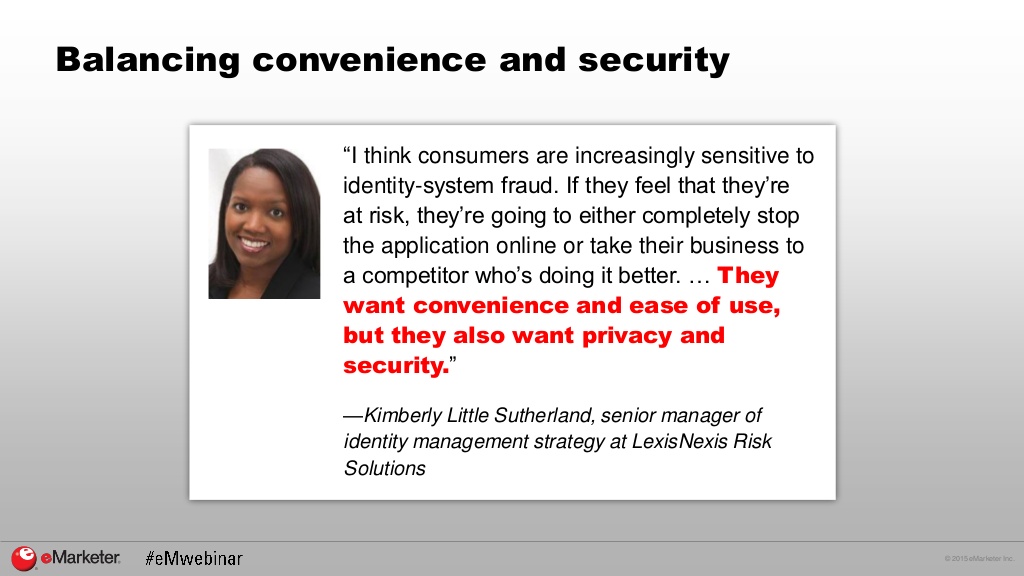 Balancing convenience and security
“I think consumers are increasingly sensitive to
identity-system fraud. If they feel that they’re
at risk, they’re going to either completely stop
the application online or take their business to
a competitor who’s doing it better. … They
want convenience and ease of use,
but they also want privacy and
security.”
—Kimberly Little Sutherland, senior manager of
identity management strategy at LexisNexis Risk
Solutions
eMarketer.
#eMwebinar
© 2015 eMarketer Inc.